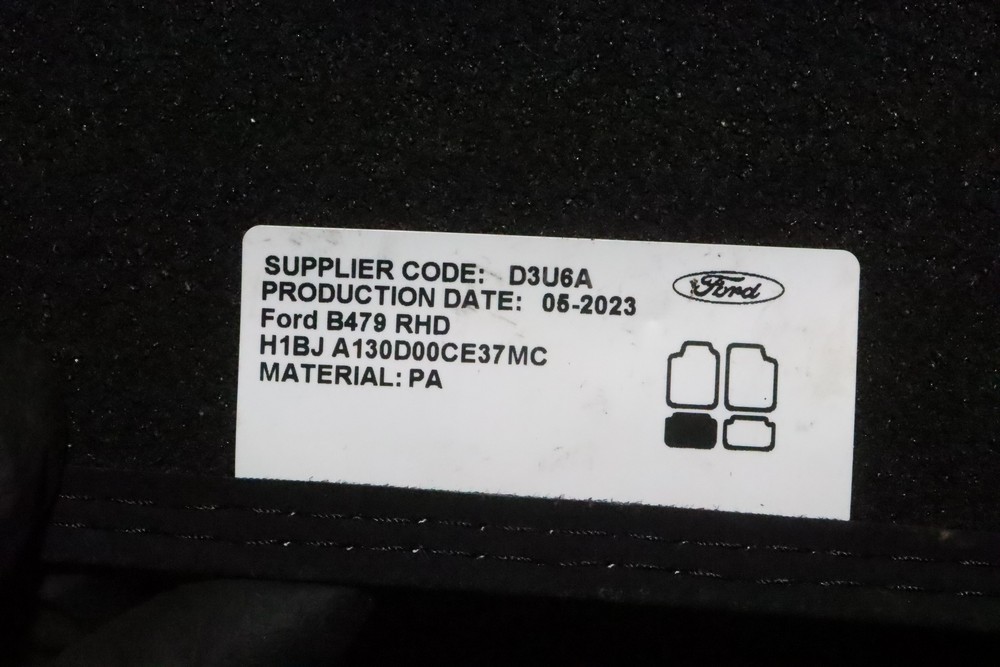 SUPPLIER CODE: D3U6A
Ford
PRODUCTION DATE: 05-2023
Ford B479 RHD
H1BJ A130D00CE37MC
MATERIAL: PA